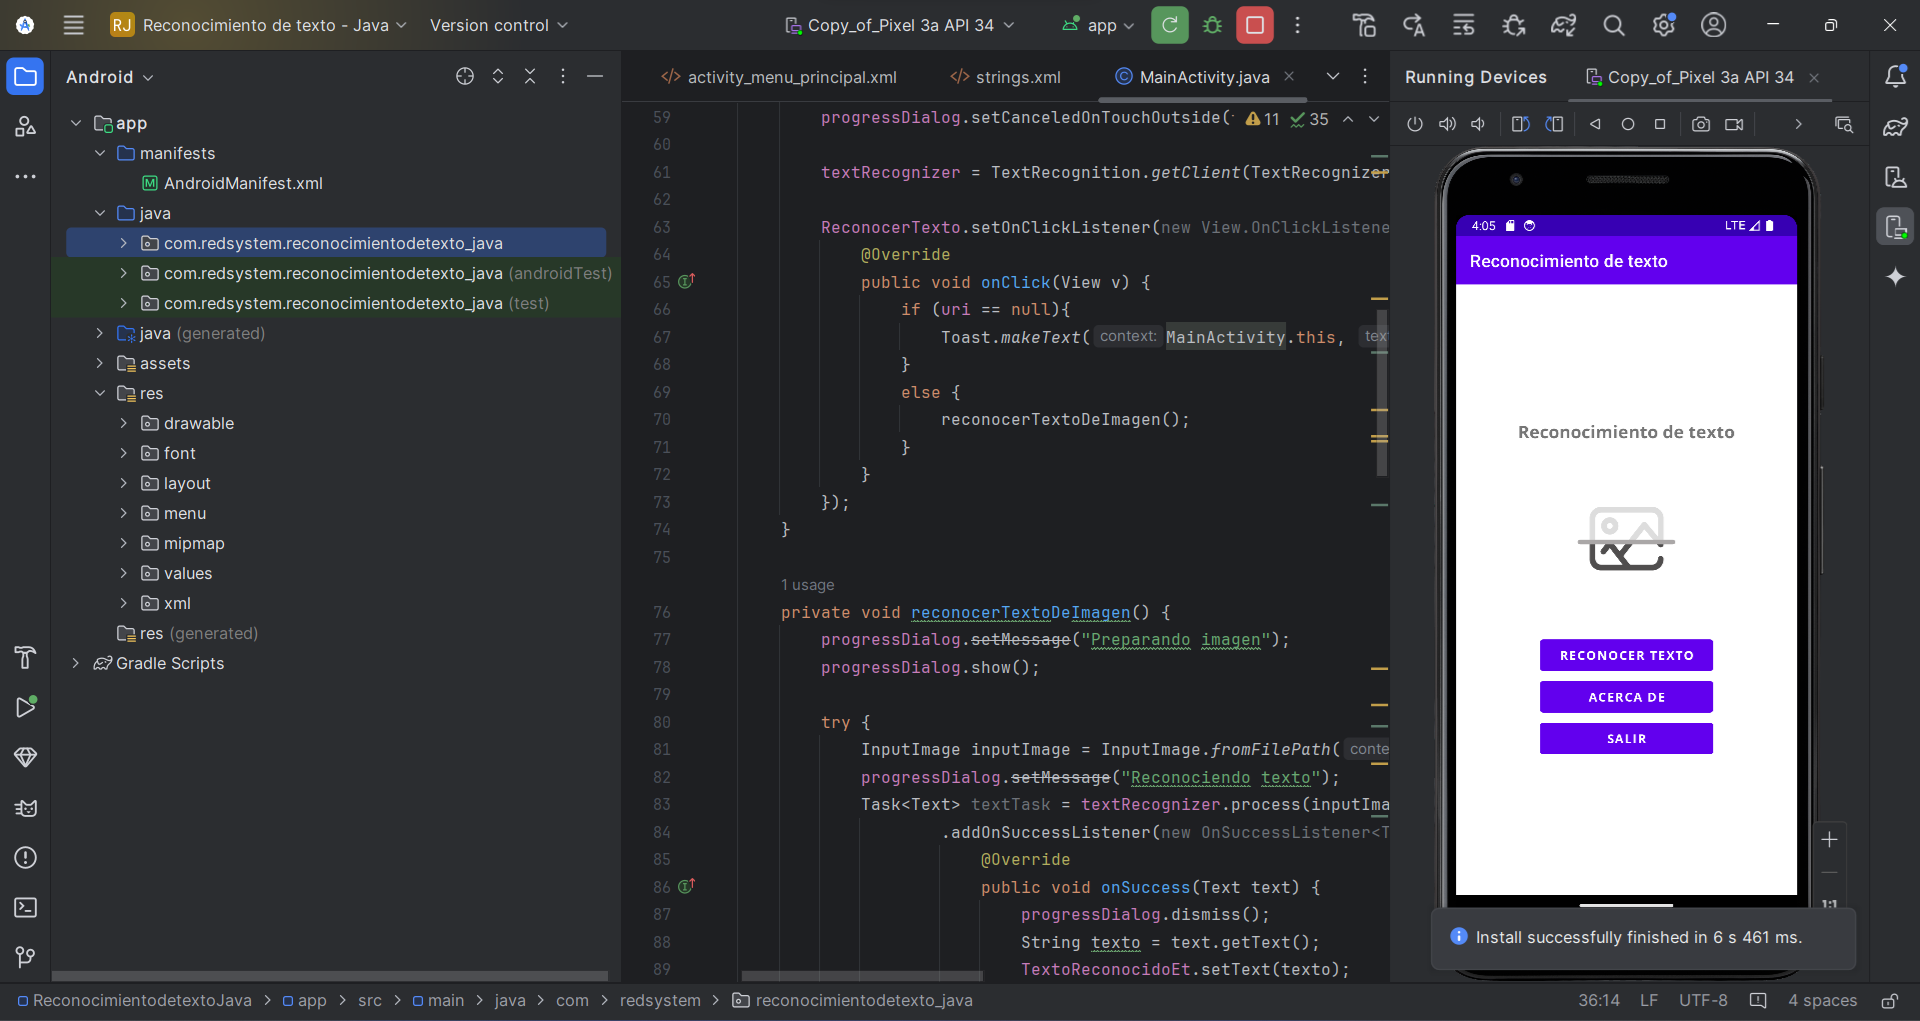 RJ Reconocimiento de texto - Java Version control Copy_of_Pixel 3a API 34 app
Android
app
manifests
AndroidManifest.xml
java
com.redsystem.reconocimientodetexto_java
com.redsystem.reconocimientodetexto_java (androidTest)
com.redsystem.reconocimientodetexto_java (test)
java (generated)
assets
res
drawable
font
layout
menu
mipmap
values
xml
res (generated)
Gradle Scripts
activity_menu_principal.xml strings.xml MainActivity.java
11 35
59 progressDialog.setCanceledOnTouchOutside(
60
61 textRecognizer = TextRecognition.getClient(TextRecognizer
62
63 ReconocerTexto.setOnClickListener(new View.OnClickListene
64 @Override
65 public void onClick(View v) {
66 if (uri == null){
67 Toast.makeText( context: MainActivity.this, tex
68 }
69 else {
70 reconocerTextoDeImagen();
71 }
72 }
73 });
74 }
75
1 usage
76 private void reconocerTextoDeImagen() {
77 progressDialog.setMessage("Preparando imagen");
78 progressDialog.show();
79
80 try {
81 InputImage inputImage = InputImage.fromFilePath( conte
82 progressDialog.setMessage("Reconociendo texto");
83 Task<Text> textTask = textRecognizer.process(inputIma
84 .addOnSuccessListener(new OnSuccessListener<T
85 @Override
86 public void onSuccess(Text text) {
87 progressDialog.dismiss();
88 String texto = text.getText();
89 TextoReconocidoEt.setText(texto);
Running Devices Copy_of_Pixel 3a API 34
4:05 LTE
Reconocimiento de texto
Reconocimiento de texto
RECONOCER TEXTO
ACERCA DE
SALIR
1:1
Install successfully finished in 6 s 461 ms.
ReconocimientodetextoJava > app > src > main > java > com > redsystem > reconocimientodetexto_java
36:14 LF UTF-8 4 spaces